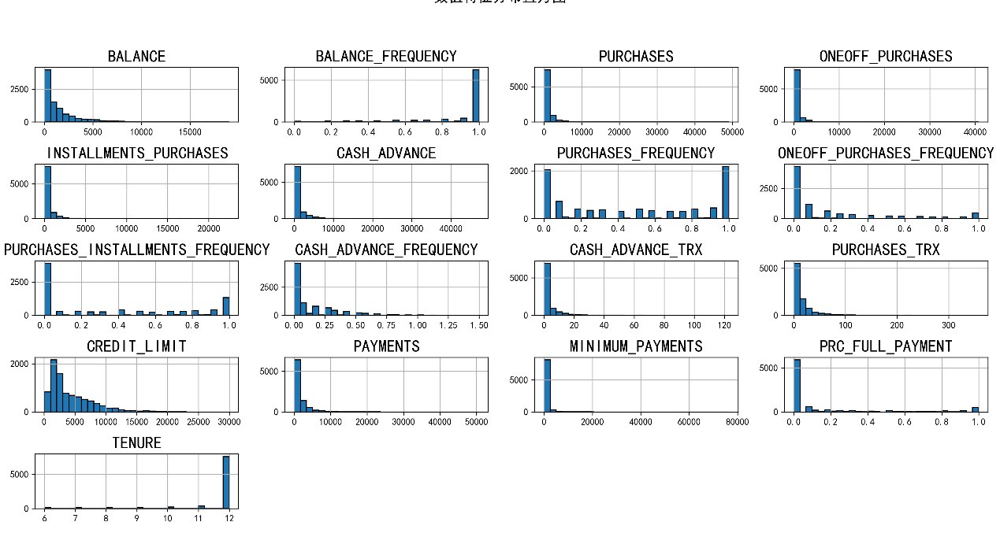 数值特征分布直方图
BALANCE
2500
0
0 5000 10000 15000
BALANCE_FREQUENCY
5000
0
0.0 0.2 0.4 0.6 0.8 1.0
PURCHASES
5000
0
0 10000 20000 30000 40000 50000
ONEOFF_PURCHASES
5000
0
0 10000 20000 30000 40000
INSTALLMENTS_PURCHASES
5000
0
0 5000 10000 15000 20000
CASH_ADVANCE
5000
0
0 10000 20000 30000 40000
PURCHASES_FREQUENCY
2000
0
0.0 0.2 0.4 0.6 0.8 1.0
ONEOFF_PURCHASES_FREQUENCY
2500
0
0.0 0.2 0.4 0.6 0.8 1.0
PURCHASES_INSTALLMENTS_FREQUENCY
2500
0
0.0 0.2 0.4 0.6 0.8 1.0
CASH_ADVANCE_FREQUENCY
2500
0
0.00 0.25 0.50 0.75 1.00 1.25 1.50
CASH_ADVANCE_TRX
5000
0
0 20 40 60 80 100 120
PURCHASES_TRX
5000
0
0 100 200 300
CREDIT_LIMIT
2000
0
0 5000 10000 15000 20000 25000 30000
PAYMENTS
5000
0
0 10000 20000 30000 40000 50000
MINIMUM_PAYMENTS
5000
0
0 20000 40000 60000 80000
PRC_FULL_PAYMENT
5000
0
0.0 0.2 0.4 0.6 0.8 1.0
TENURE
5000
0
6 7 8 9 10 11 12